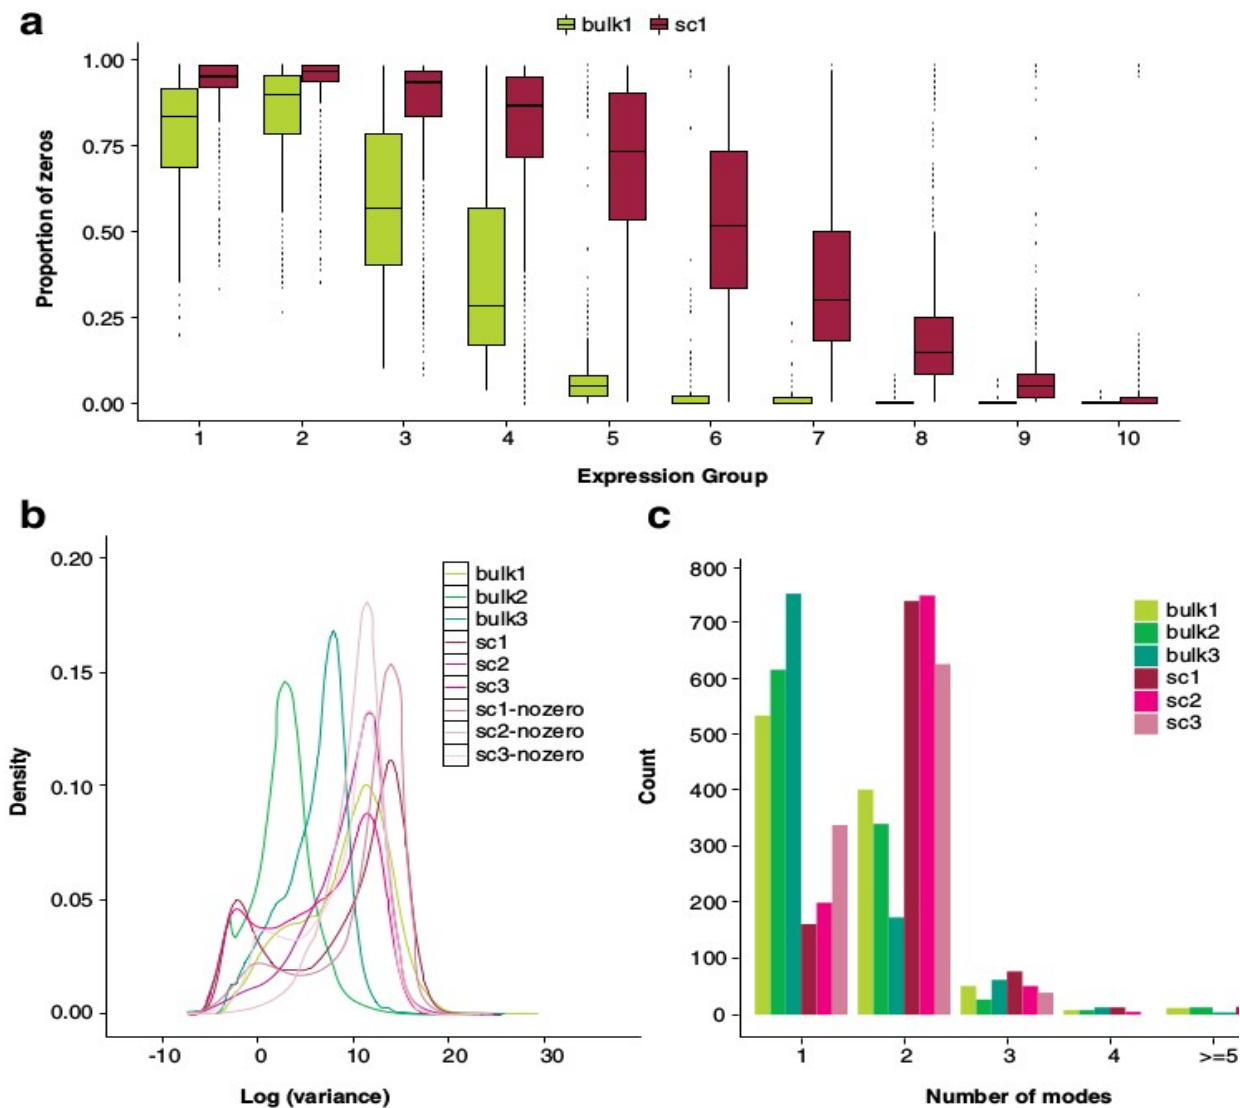 a
bulk1 sc1
1.00
0.75
0.50
0.25
0.00
Proportion of zeros
1 2 3 4 5 6 7 8 9 10
Expression Group
b
0.20
0.15
0.10
0.05
0.00
Density
bulk1
bulk2
bulk3
sc1
sc2
sc3
sc1-nozero
sc2-nozero
sc3-nozero
-10 0 10 20 30
Log (variance)
c
800
700
600
500
400
300
200
100
0
Count
bulk1
bulk2
bulk3
sc1
sc2
sc3
1 2 3 4 >=5
Number of modes